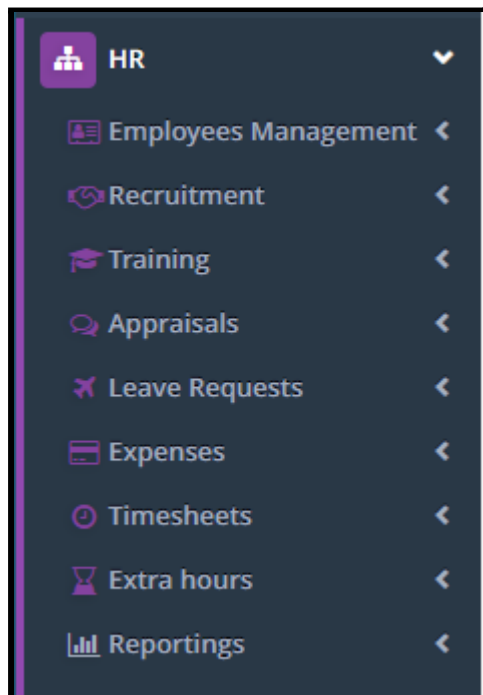 HR
Employees Management
Recruitment
Training
Appraisals
Leave Requests
Expenses
Timesheets
Extra hours
Reportings